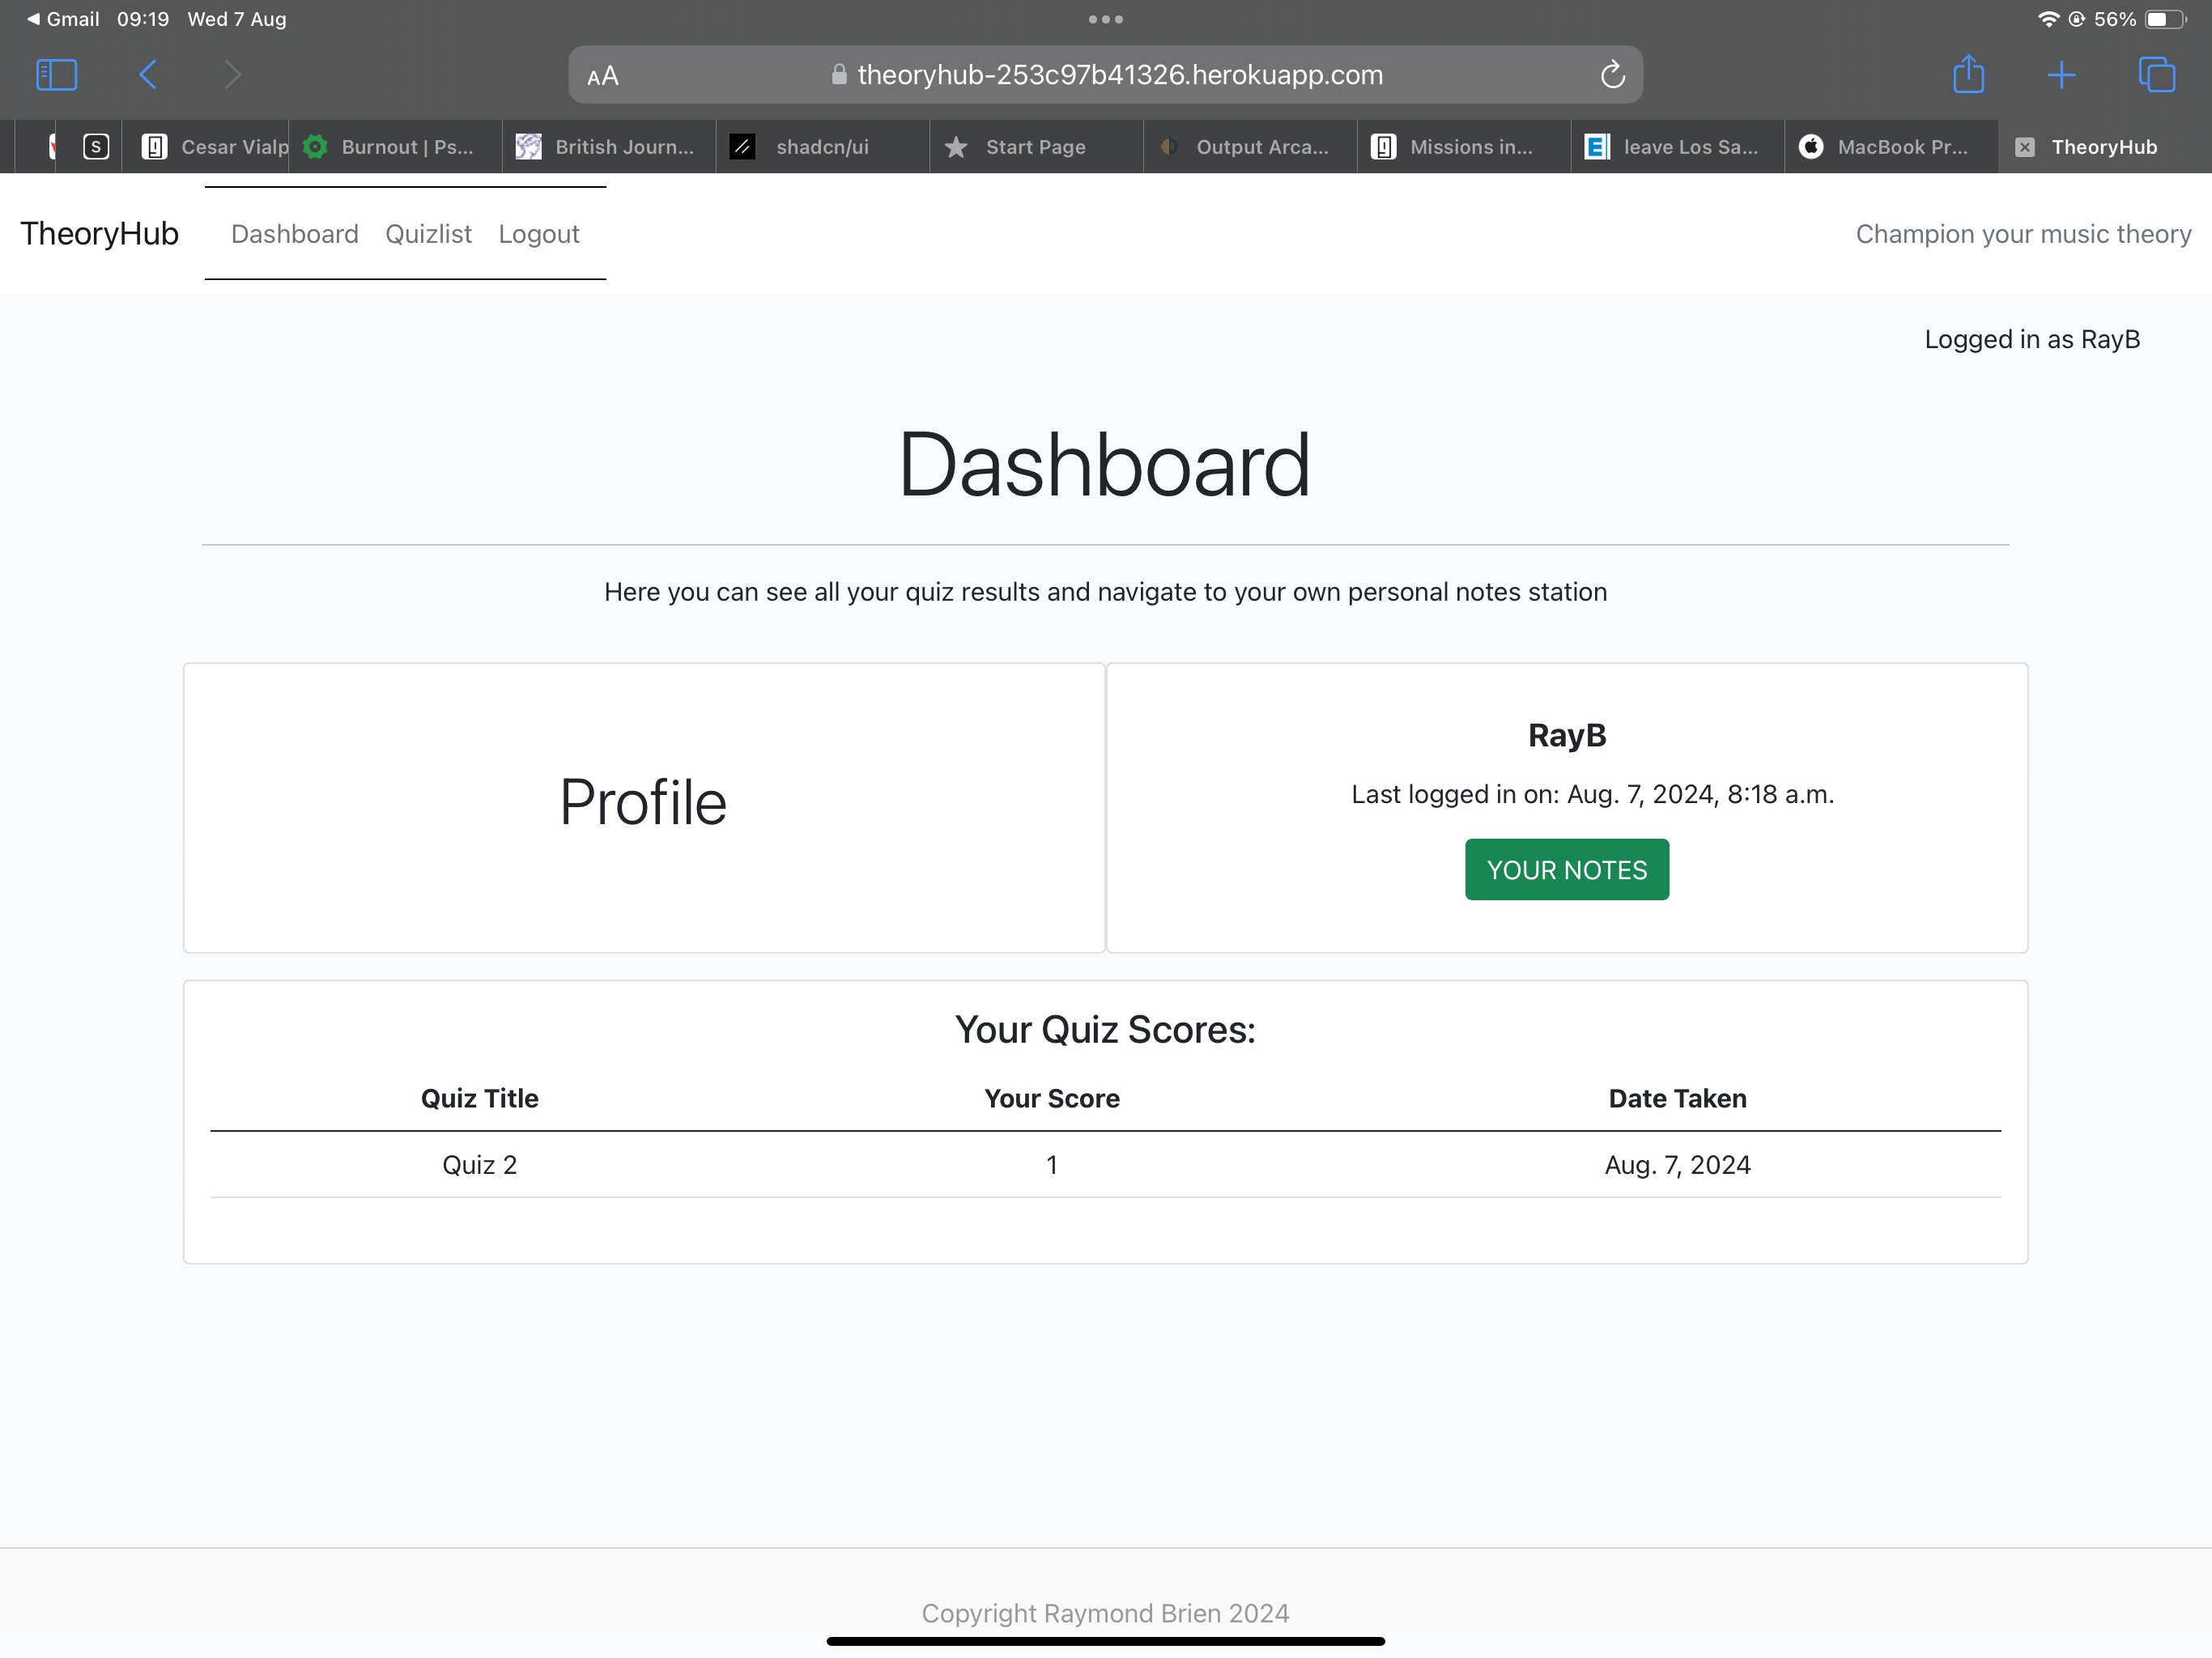 Gmail 09:19 Wed 7 Aug 56%
AA theoryhub-253c97b41326.herokuapp.com
S Cesar Vialp Burnout | Ps... British Journ... shadcn/ui Start Page Output Arca... Missions in... leave Los Sa... MacBook Pr... TheoryHub
TheoryHub Dashboard Quizlist Logout Champion your music theory
Logged in as RayB
Dashboard
Here you can see all your quiz results and navigate to your own personal notes station
Profile
RayB
Last logged in on: Aug. 7, 2024, 8:18 a.m.
YOUR NOTES
Your Quiz Scores:
Quiz Title Your Score Date Taken
Quiz 2 1 Aug. 7, 2024
Copyright Raymond Brien 2024